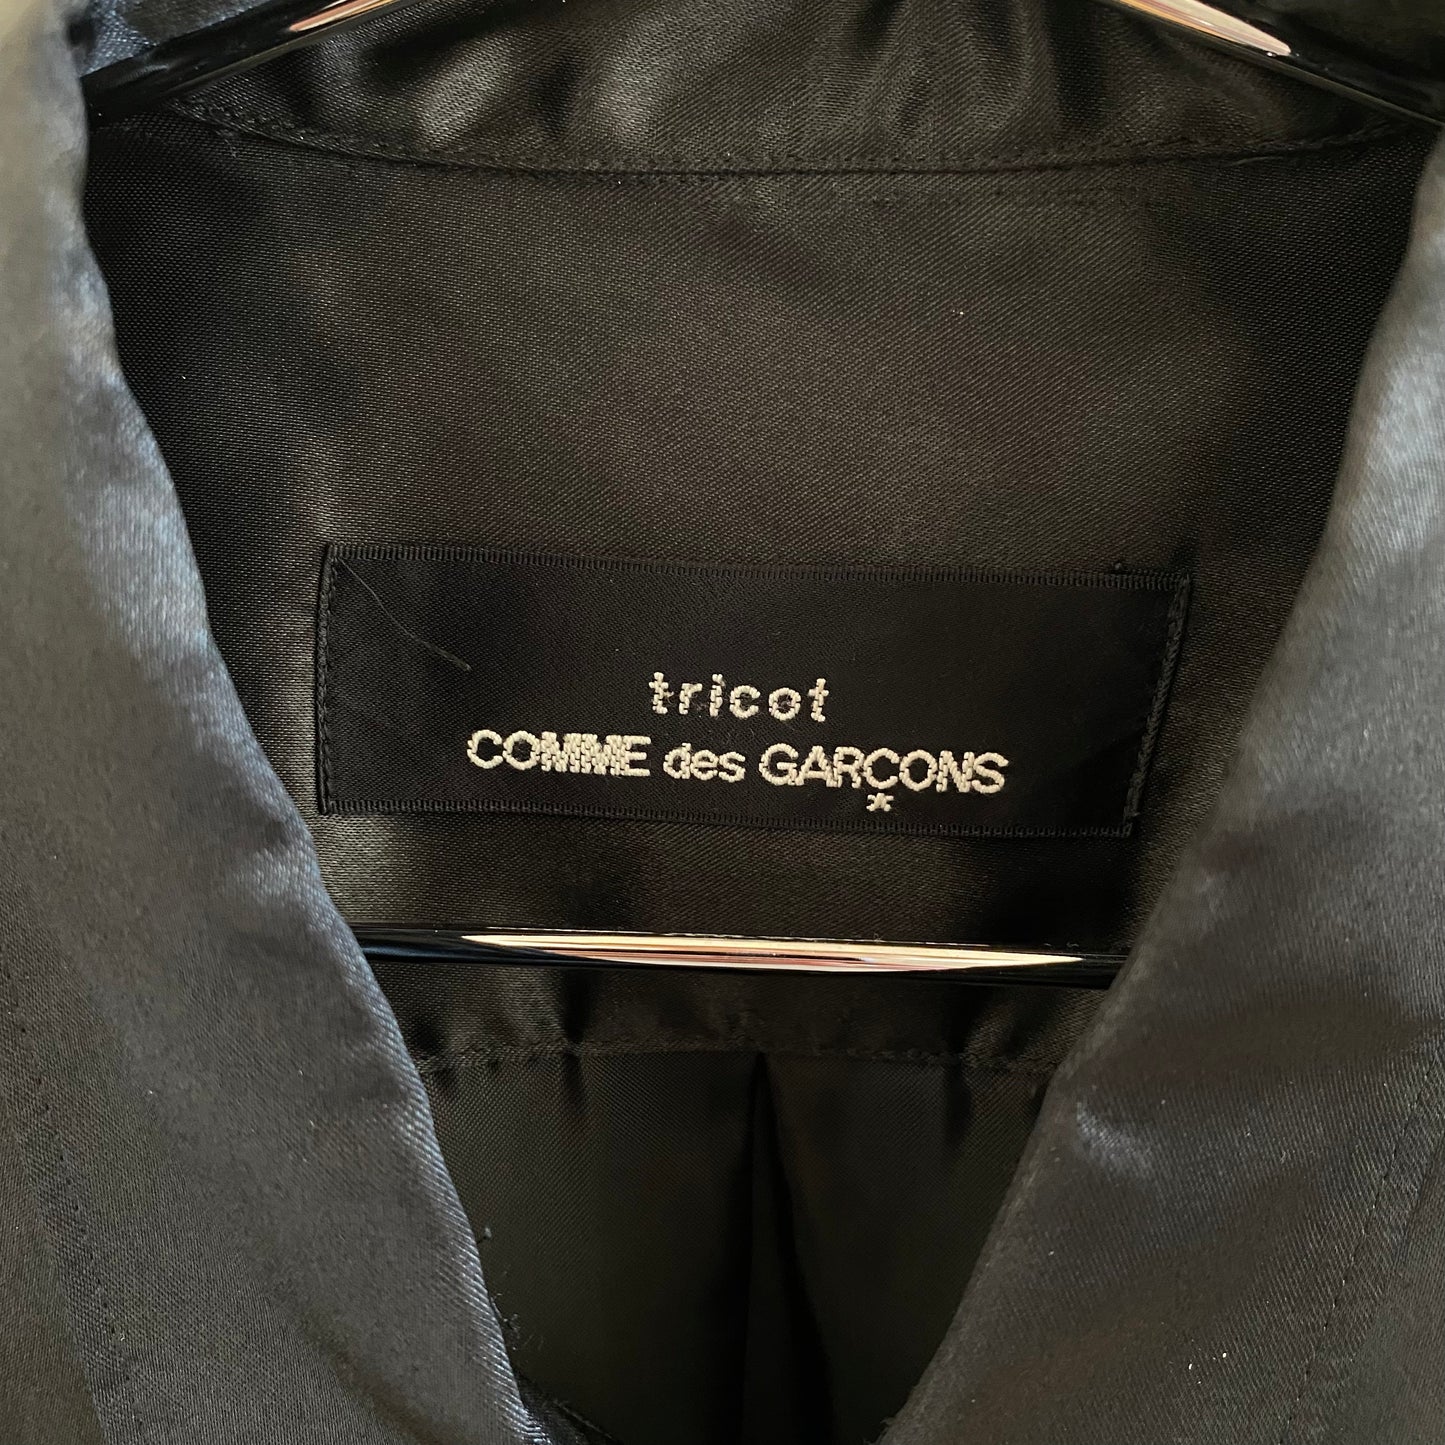 tricot
COMME des GARÇONS
*